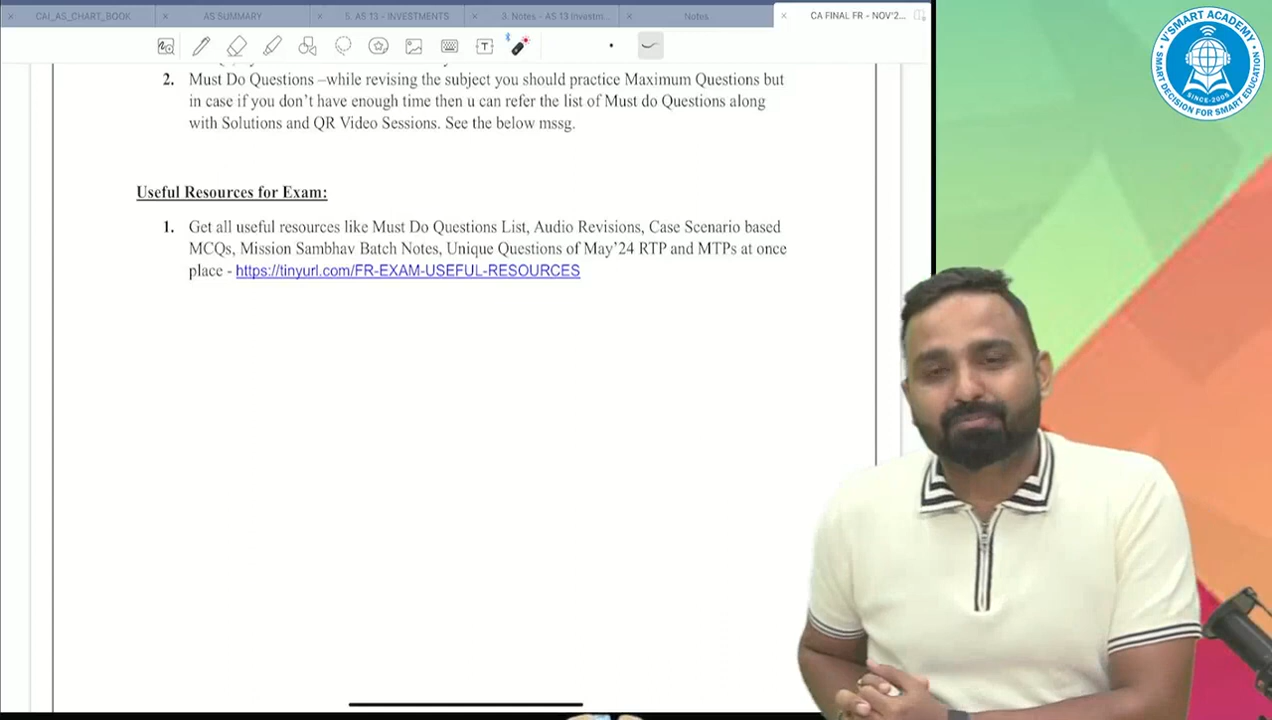 CAI_AS_CHART_BOOK
AS SUMMARY
5. AS 13 - INVESTMENTS
3. Notes - AS 13 Investm...
Notes
CA FINAL FR - NOV'2...
2. Must Do Questions –while revising the subject you should practice Maximum Questions but
in case if you don't have enough time then u can refer the list of Must do Questions along
with Solutions and QR Video Sessions. See the below mssg.
Useful Resources for Exam:
1. Get all useful resources like Must Do Questions List, Audio Revisions, Case Scenario based
MCQs, Mission Sambhav Batch Notes, Unique Questions of May'24 RTP and MTPs at once
place - https://tinyurl.com/FR-EXAM-USEFUL-RESOURCES
V'SMART ACADEMY
SINCE-2008
SMART DECISION FOR SMART EDUCATION